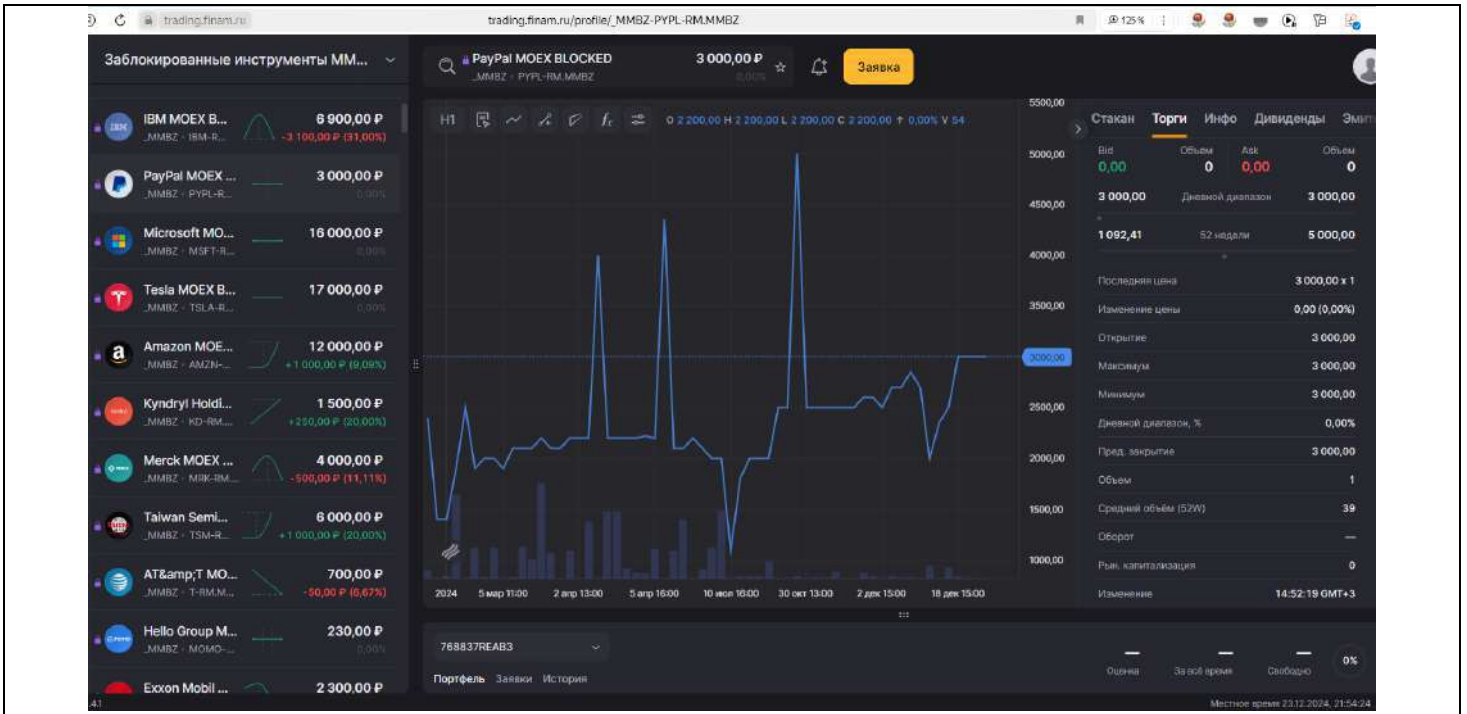 trading.finam.ru
trading.finam.ru/profile/_MMBZ-PYPL-RM.MMBZ
125 %
Заблокированные инструменты ММ...
IBM MOEX B...
6 900,00 ₽
_MMBZ · IBM-R...
-3 100,00 ₽ (31,00%)
PayPal MOEX ...
3 000,00 ₽
_MMBZ · PYPL-R...
0,00%
Microsoft MO...
16 000,00 ₽
_MMBZ · MSFT-R...
0,00%
Tesla MOEX B...
17 000,00 ₽
_MMBZ · TSLA-R...
0,00%
Amazon MOE...
12 000,00 ₽
_MMBZ · AMZN-...
+1 000,00 ₽ (9,09%)
Kyndryl Holdi...
1 500,00 ₽
_MMBZ · KD-RM....
+250,00 ₽ (20,00%)
Merck MOEX ...
4 000,00 ₽
_MMBZ · MRK-RM....
-500,00 ₽ (11,11%)
Taiwan Semi...
6 000,00 ₽
_MMBZ · TSM-R...
+1 000,00 ₽ (20,00%)
AT&amp;T MO...
700,00 ₽
_MMBZ · T-RM.M...
-50,00 ₽ (6,67%)
Hello Group M...
230,00 ₽
_MMBZ · MOMO-...
0,00%
Exxon Mobil ...
2 300,00 ₽
PayPal MOEX BLOCKED
3 000,00 ₽
_MMBZ · PYPL-RM.MMBZ
0,00%
Заявка
H1
O 2 200,00 H 2 200,00 L 2 200,00 C 2 200,00 ↑ 0,00% V 54
5500,00
5000,00
4500,00
4000,00
3500,00
3000,00
2500,00
2000,00
1500,00
1000,00
2024 5 мар 11:00 2 апр 13:00 5 апр 16:00 10 июл 16:00 30 окт 13:00 2 дек 15:00 18 дек 15:00
Стакан Торги Инфо Дивиденды Эмит
Bid Объем Ask Объем
0,00 0 0,00 0
3 000,00 Дневной диапазон 3 000,00
1 092,41 52 недели 5 000,00
Последняя цена 3 000,00 x 1
Изменение цены 0,00 (0,00%)
Открытие 3 000,00
Максимум 3 000,00
Минимум 3 000,00
Дневной диапазон, % 0,00%
Пред. закрытие 3 000,00
Объем 1
Средний объём (52W) 39
Оборот —
Рын. капитализация 0
Изменение 14:52:19 GMT+3
768837REAB3
Портфель Заявки История
— — —
Оценка За всё время Свободно
0%
.4.1
Местное время 23.12.2024, 21:54:24